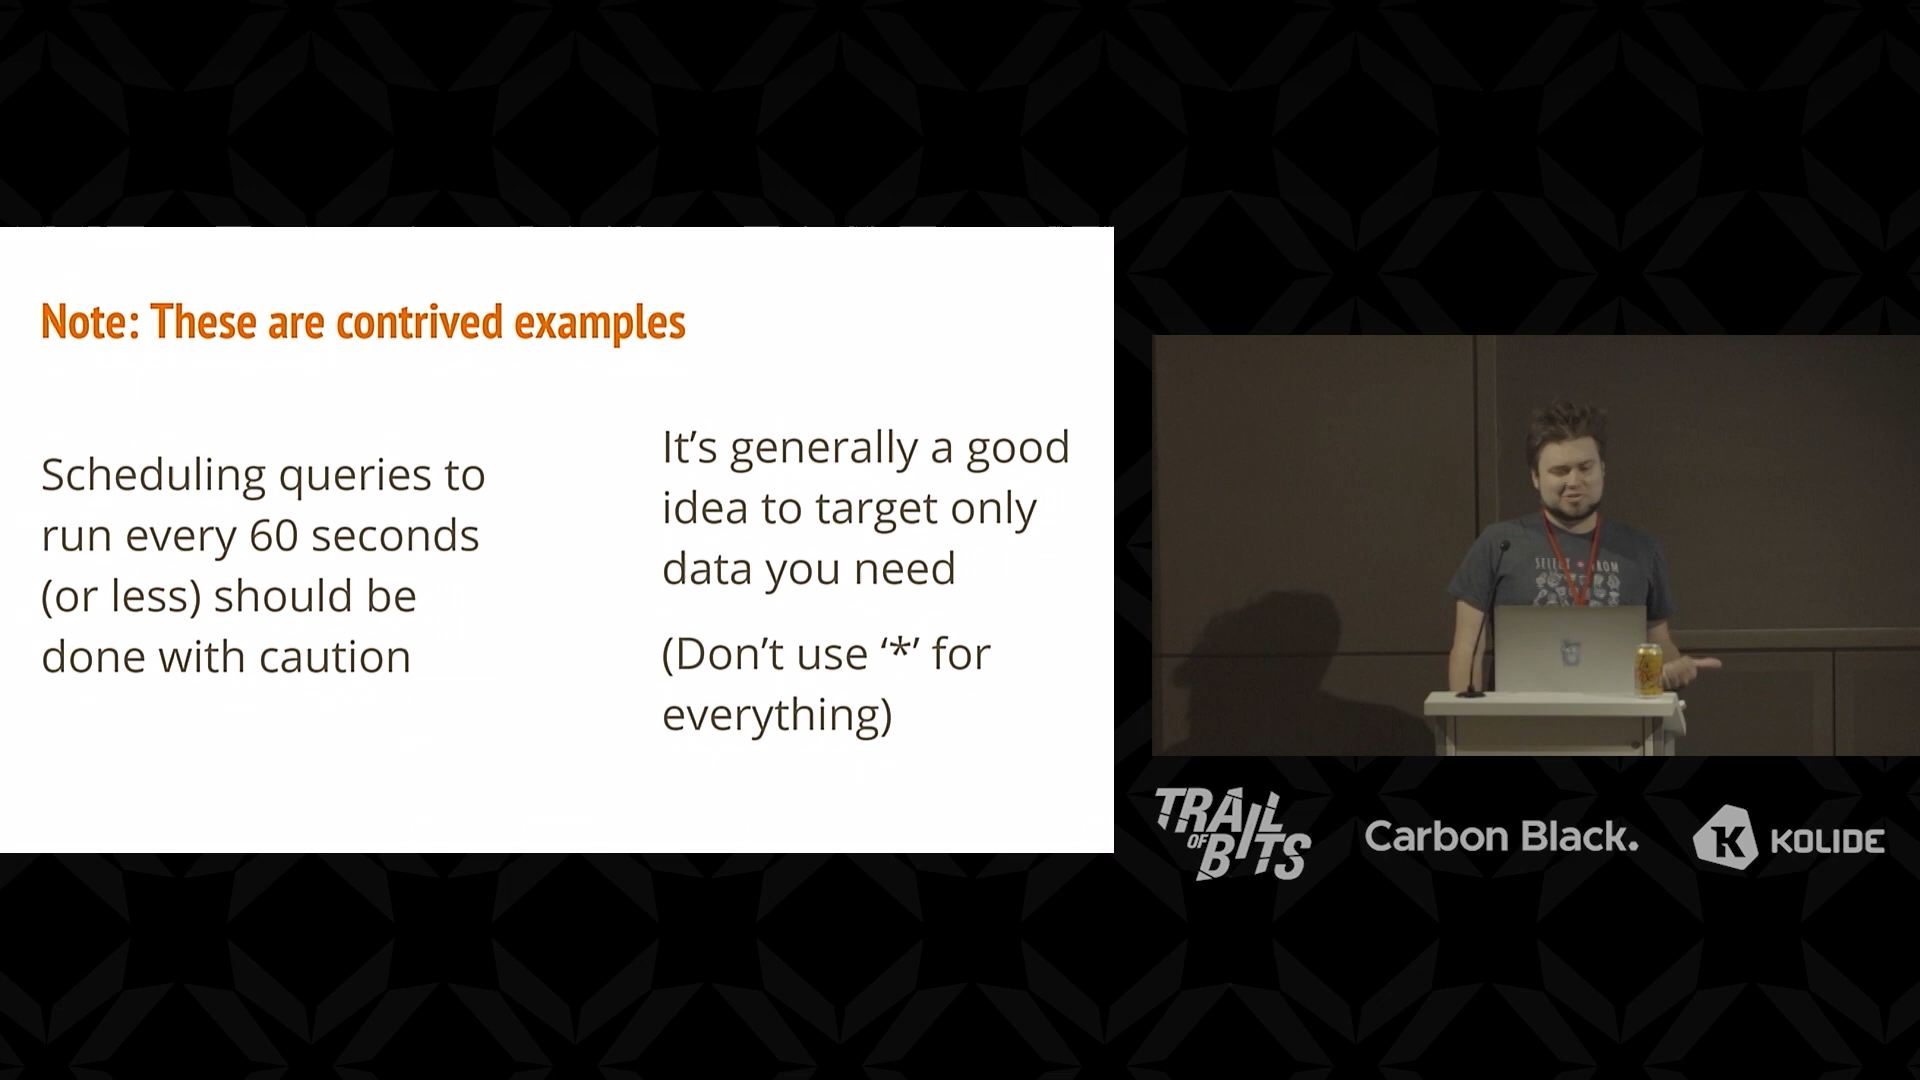 Note: These are contrived examples
Scheduling queries to
run every 60 seconds
(or less) should be
done with caution
It’s generally a good
idea to target only
data you need
(Don’t use ‘*’ for
everything)
SELECT * FROM
TRAIL
OF
BITS
Carbon Black.
K KOLIDE